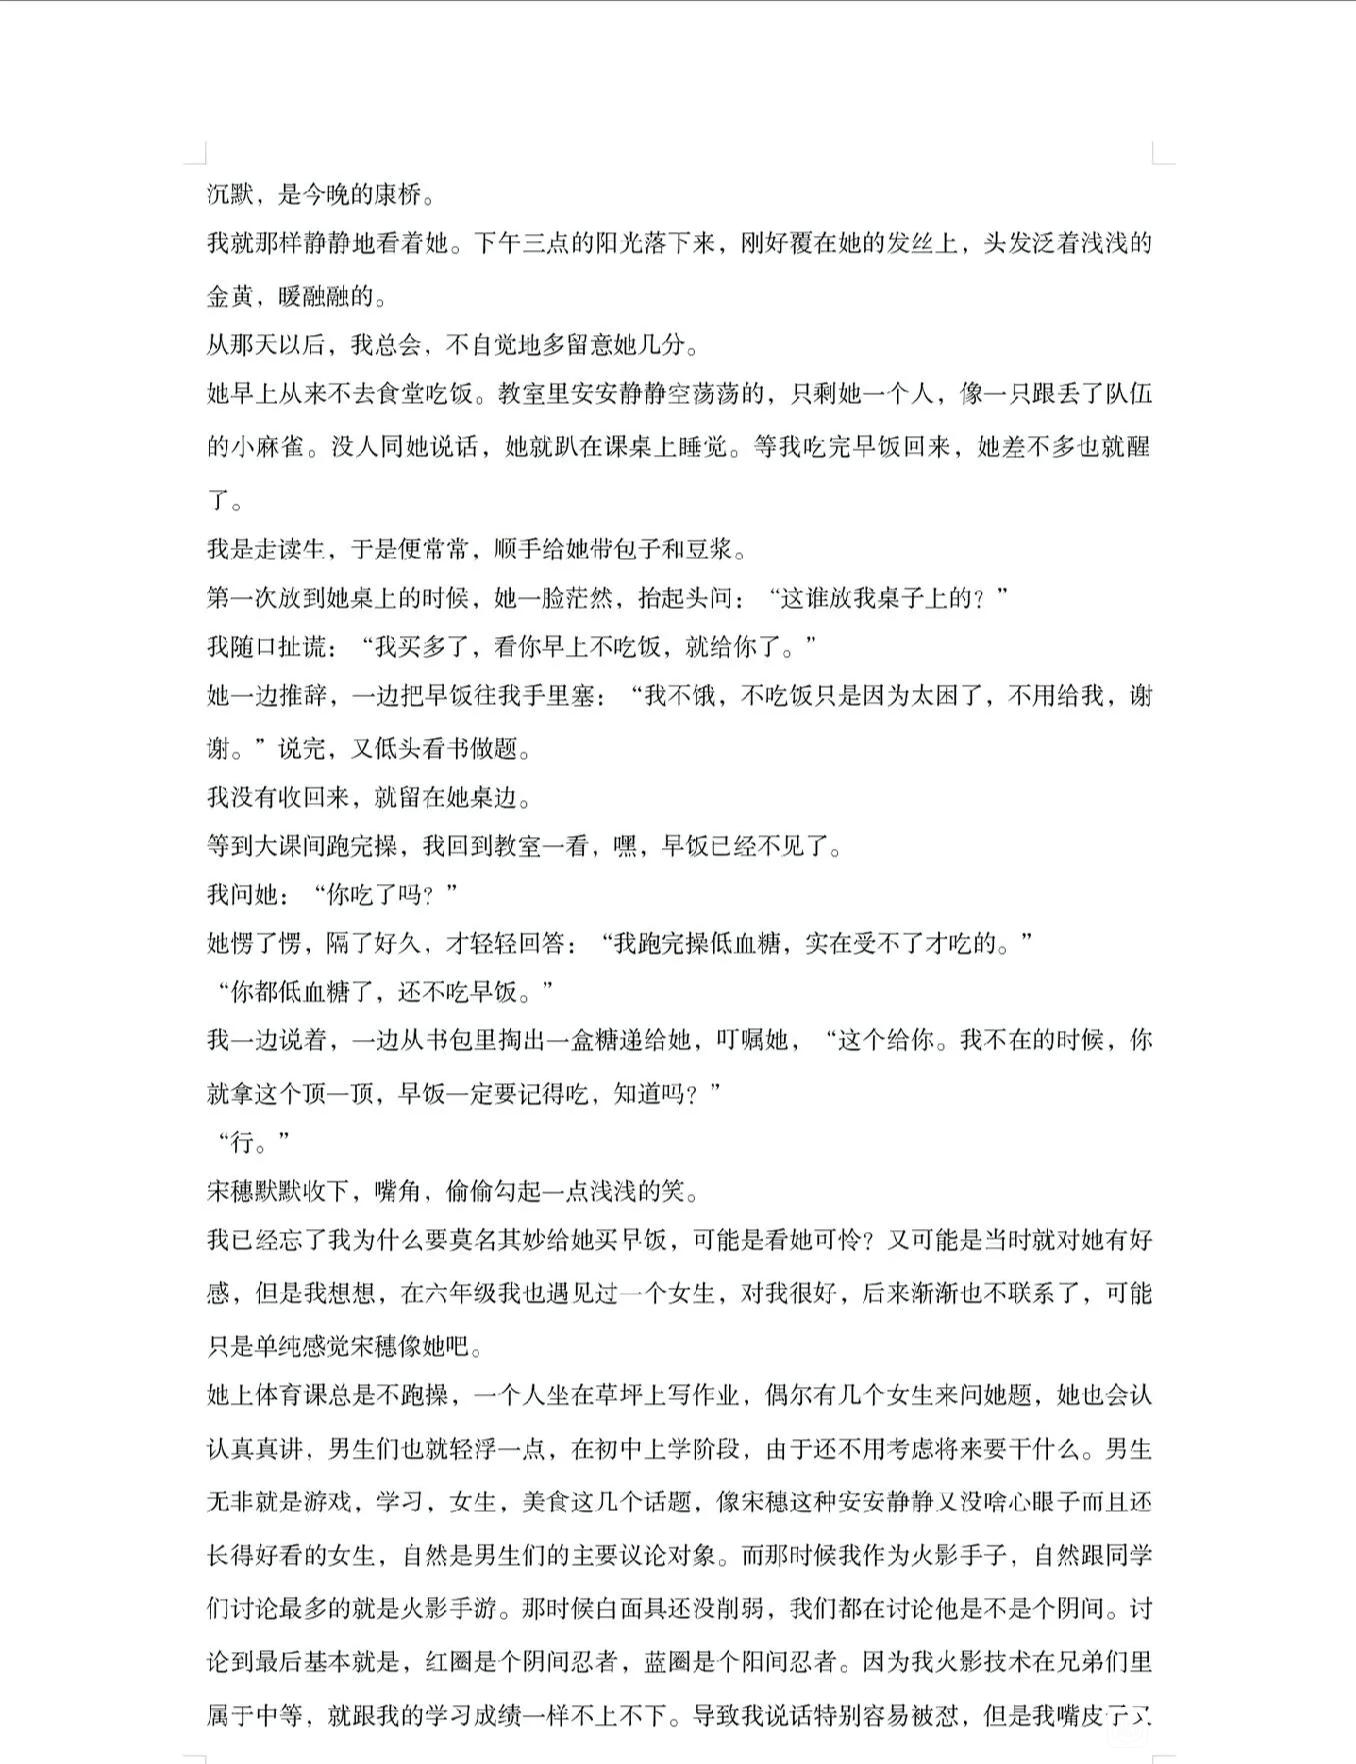 沉默，是今晚的康桥。
我就那样静静地看着她。下午三点的阳光落下来，刚好覆在她的发丝上，头发泛着浅浅的
金黄，暖融融的。
从那天以后，我总会，不自觉地多留意她几分。
她早上从来不去食堂吃饭。教室里安安静静空荡荡的，只剩她一个人，像一只跟丢了队伍
的小麻雀。没人同她说话，她就趴在课桌上睡觉。等我吃完早饭回来，她差不多也就醒
了。
我是走读生，于是便常常，顺手给她带包子和豆浆。
第一次放到她桌上的时候，她一脸茫然，抬起头问：“这谁放我桌子上的？”
我随口扯谎：“我买多了，看你早上不吃饭，就给你了。”
她一边推辞，一边把早饭往我手里塞：“我不饿，不吃饭只是因为太困了，不用给我，谢
谢。”说完，又低头看书做题。
我没有收回来，就留在她桌边。
等到大课间跑完操，我回到教室一看，嘿，早饭已经不见了。
我问她：“你吃了吗？”
她愣了愣，隔了好久，才轻轻回答：“我跑完操低血糖，实在受不了才吃的。”
“你都低血糖了，还不吃早饭。”
我一边说着，一边从书包里掏出一盒糖递给她，叮嘱她，“这个给你。我不在的时候，你
就拿这个顶一顶，早饭一定要记得吃，知道吗？”
“行。”
宋穗默默收下，嘴角，偷偷勾起一点浅浅的笑。
我已经忘了我为什么要莫名其妙给她买早饭，可能是看她可怜？又可能是当时就对她有好
感，但是我想想，在六年级我也遇见过一个女生，对我很好，后来渐渐也不联系了，可能
只是单纯感觉宋穗像她吧。
她上体育课总是不跑操，一个人坐在草坪上写作业，偶尔有几个女生来问她题，她也会认
认真真讲，男生们也就轻浮一点，在初中上学阶段，由于还不用考虑将来要干什么。男生
无非就是游戏，学习，女生，美食这几个话题，像宋穗这种安安静静又没啥心眼子而且还
长得好看的女生，自然是男生们的主要议论对象。而那时候我作为火影手子，自然跟同学
们讨论最多的就是火影手游。那时候白面具还没削弱，我们都在讨论他是不是个阴间。讨
论到最后基本就是，红圈是个阴间忍者，蓝圈是个阳间忍者。因为我火影技术在兄弟们里
属于中等，就跟我的学习成绩一样不上不下。导致我说话特别容易被怼，但是我嘴皮子又